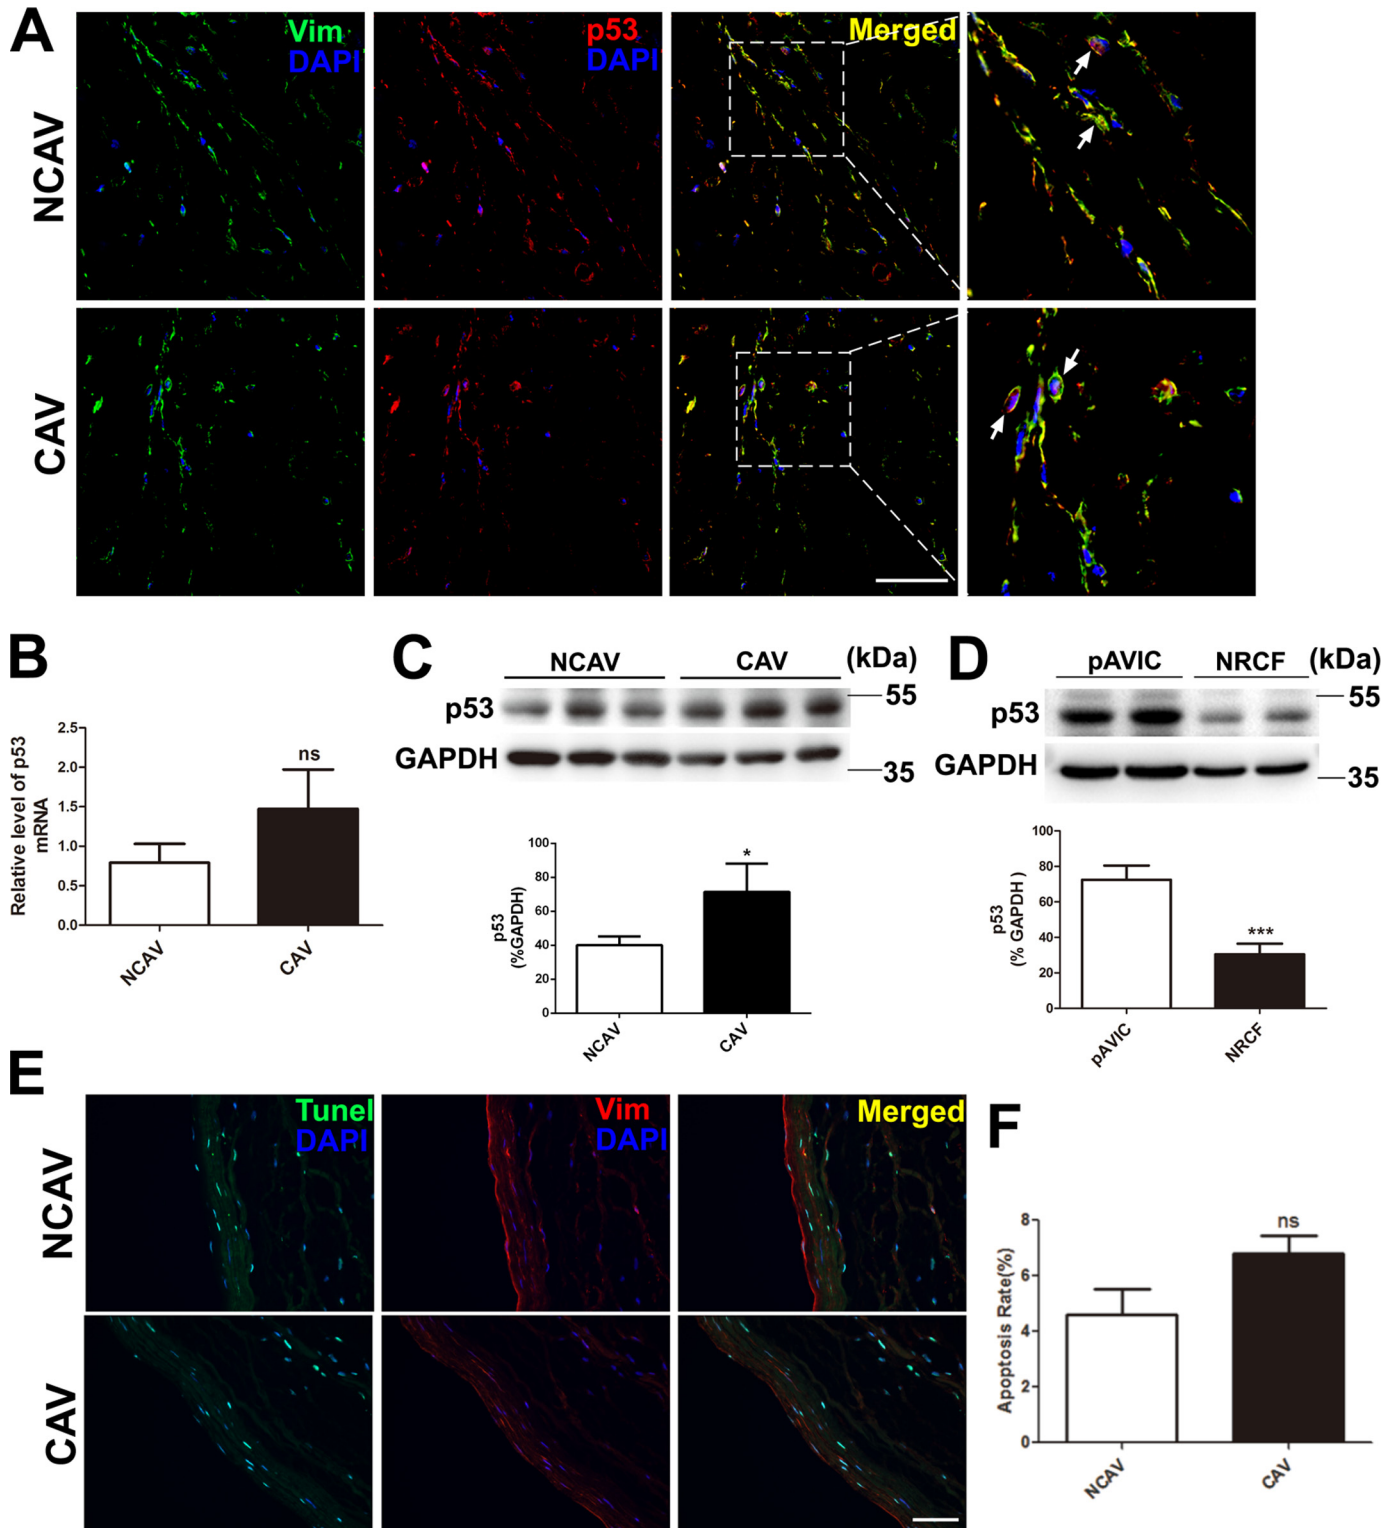 A
Vim
DAPI
p53
DAPI
Merged
NCAV
CAV
B
2.5
2.0
1.5
1.0
0.5
0.0
Relative level of p53
mRNA
ns
NCAV
CAV
C
NCAV
CAV
(kDa)
p53
55
GAPDH
35
100
80
60
40
20
0
p53
(%GAPDH)
*
NCAV
CAV
D
pAVIC
NRCF
(kDa)
p53
55
GAPDH
35
100
80
60
40
20
0
p53
(% GAPDH )
***
pAVIC
NRCF
E
Tunel
DAPI
Vim
DAPI
Merged
NCAV
CAV
F
8
6
4
2
0
Apoptosis Rate(%)
ns
NCAV
CAV